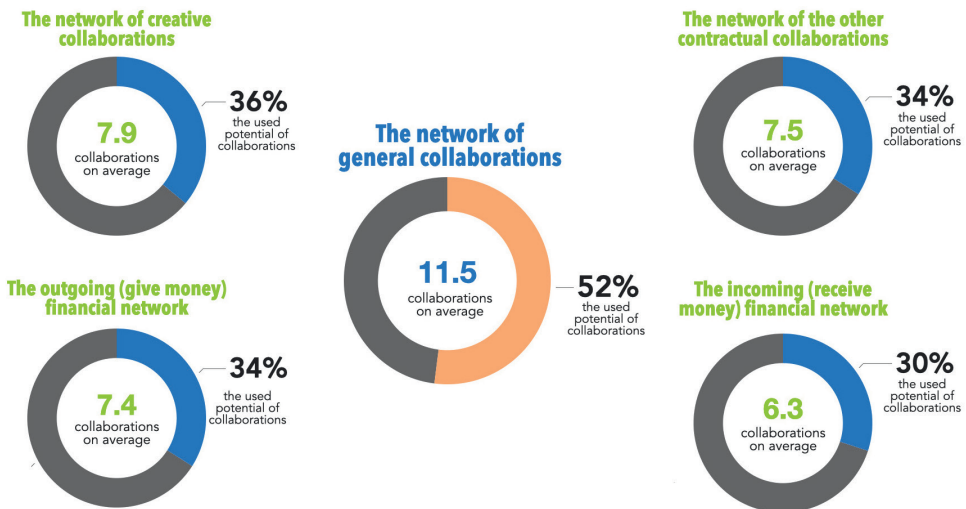 The network of creative
collaborations
7.9
collaborations
on average
36%
the used
potential of
collaborations
The network of the other
contractual collaborations
7.5
collaborations
on average
34%
the used
potential of
collaborations
The network of
general collaborations
11.5
collaborations
on average
52%
the used
potential of
collaborations
The outgoing (give money)
financial network
7.4
collaborations
on average
34%
the used
potential of
collaborations
The incoming (receive
money) financial network
6.3
collaborations
on average
30%
the used
potential of
collaborations